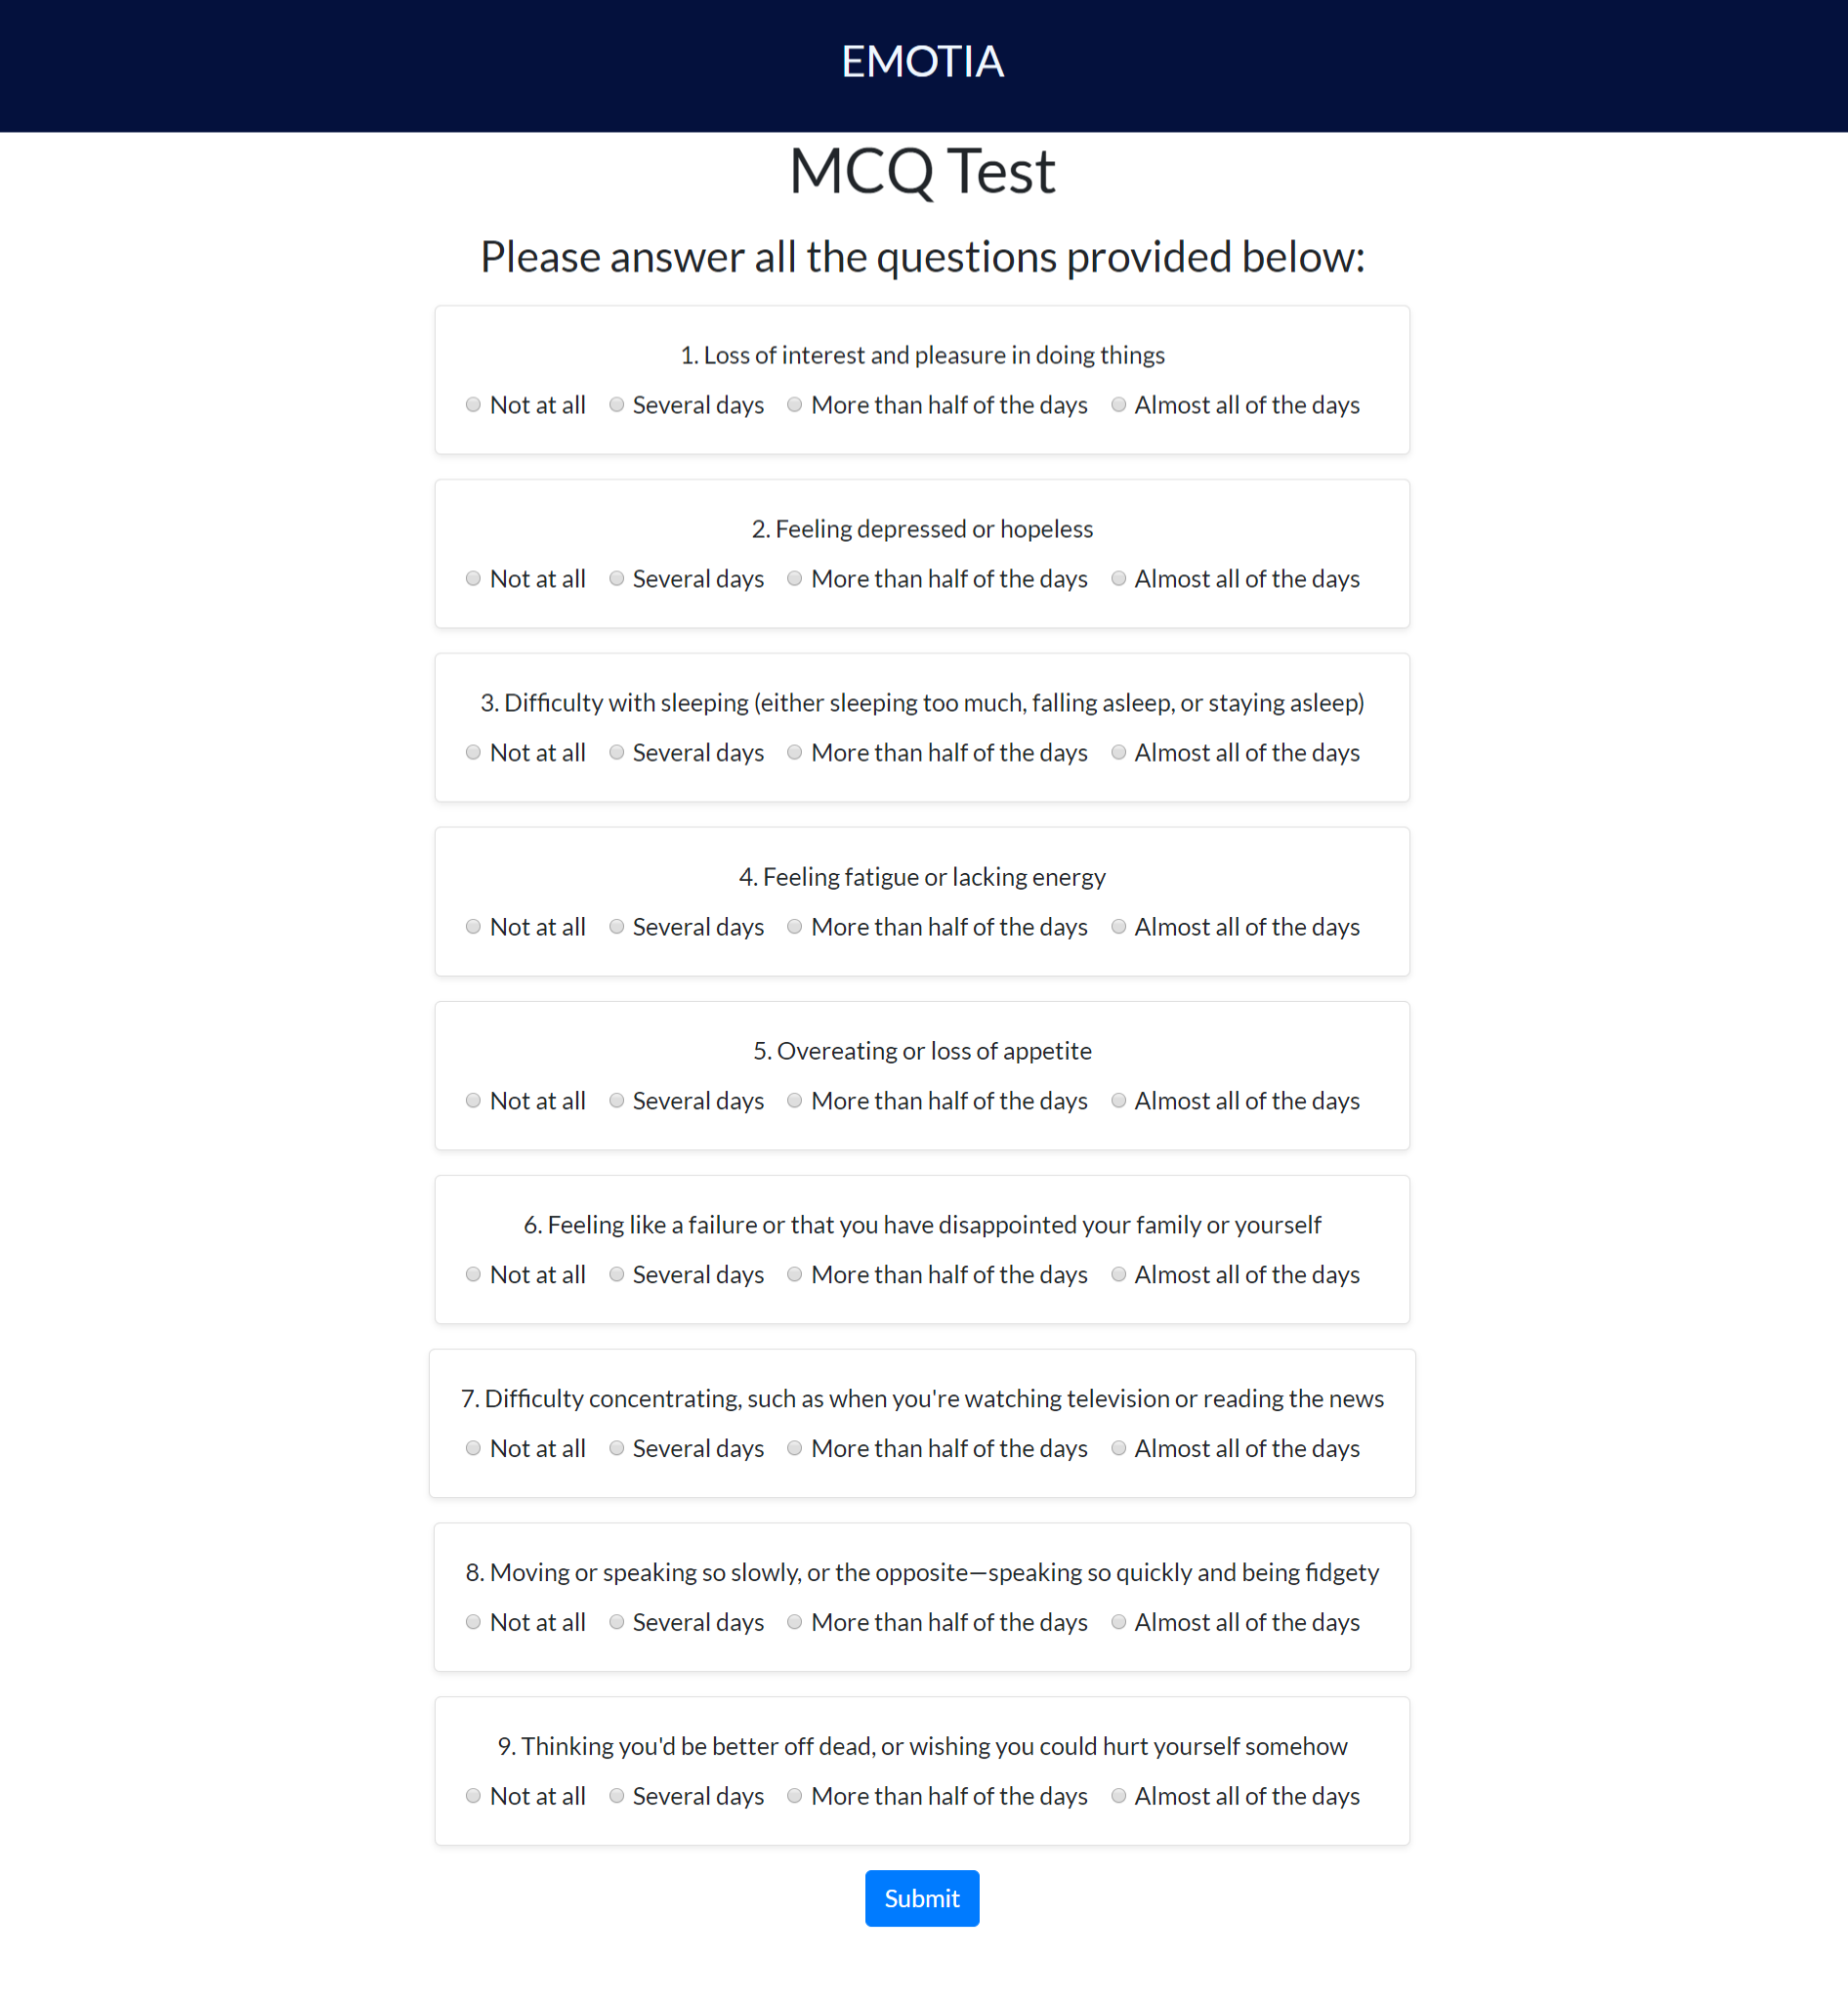 EMOTIA
MCQ Test
Please answer all the questions provided below:
1. Loss of interest and pleasure in doing things
Not at all Several days More than half of the days Almost all of the days
2. Feeling depressed or hopeless
Not at all Several days More than half of the days Almost all of the days
3. Difficulty with sleeping (either sleeping too much, falling asleep, or staying asleep)
Not at all Several days More than half of the days Almost all of the days
4. Feeling fatigue or lacking energy
Not at all Several days More than half of the days Almost all of the days
5. Overeating or loss of appetite
Not at all Several days More than half of the days Almost all of the days
6. Feeling like a failure or that you have disappointed your family or yourself
Not at all Several days More than half of the days Almost all of the days
7. Difficulty concentrating, such as when you're watching television or reading the news
Not at all Several days More than half of the days Almost all of the days
8. Moving or speaking so slowly, or the opposite—speaking so quickly and being fidgety
Not at all Several days More than half of the days Almost all of the days
9. Thinking you'd be better off dead, or wishing you could hurt yourself somehow
Not at all Several days More than half of the days Almost all of the days
Submit